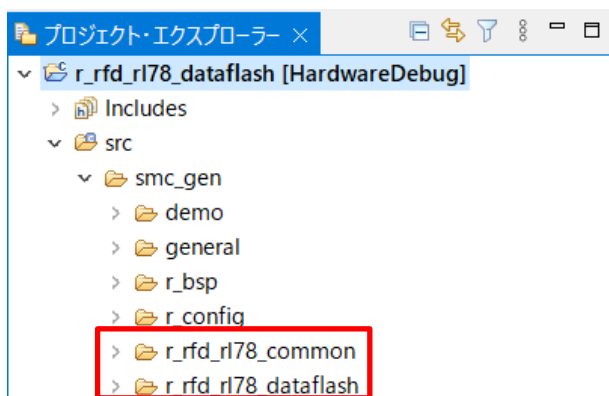 プロジェクト・エクスプローラー
r_rfd_rl78_dataflash [HardwareDebug]
Includes
src
smc_gen
demo
general
r_bsp
r_config
r_rfd_rl78_common
r_rfd_rl78_dataflash